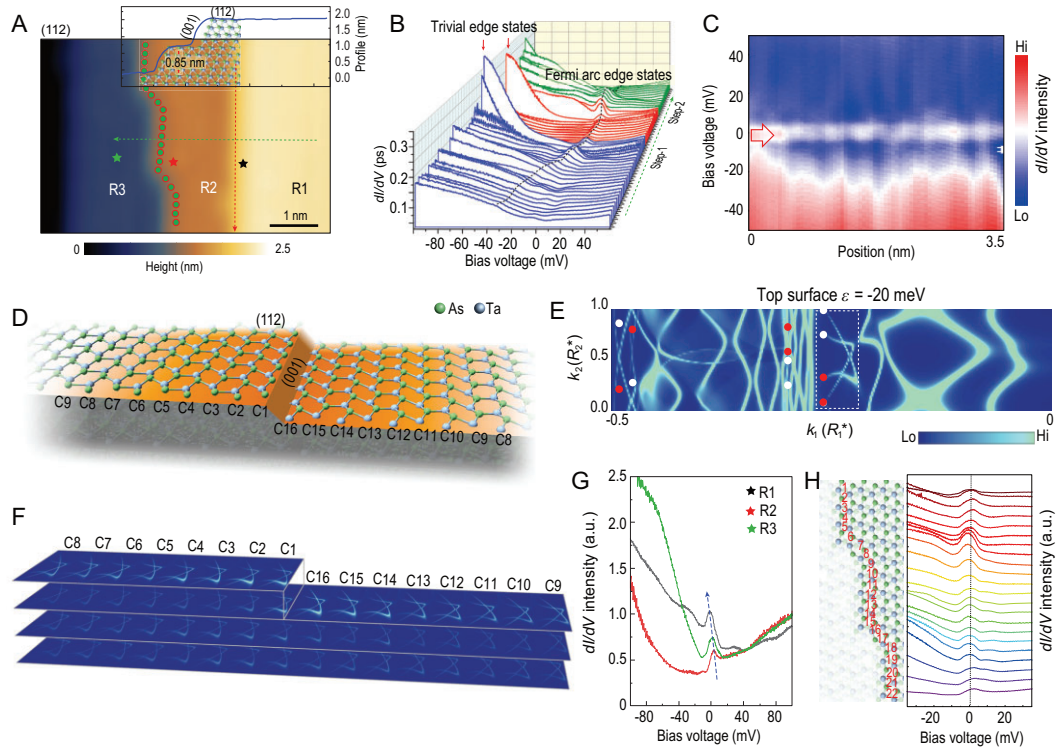 A
(112)
(001)
(112)
0.85 nm
2.0
1.5
1.0
0.5
0.0
Profile (nm)
R3
R2
R1
1 nm
0
2.5
Height (nm)
B
Trivial edge states
Fermi arc edge states
Step-2
Step-1
dI/dV (ps)
0.3
0.2
0.1
-100 -80 -60 -40 -20 0 20 40
Bias voltage (mV)
C
Bias voltage (mV)
40
20
0
-20
-40
0
3.5
Position (nm)
Hi
dI/dV intensity
Lo
D
As
Ta
(112)
(001)
C9 C8 C7 C6 C5 C4 C3 C2 C1
C16 C15 C14 C13 C12 C11 C10 C9 C8
E
Top surface ε = -20 meV
k2(R2*)
1.0
0.5
0.0
-0.5
0
k1(R1*)
Lo
Hi
F
C8 C7 C6 C5 C4 C3 C2 C1
C16 C15 C14 C13 C12 C11 C10 C9
G
dI/dV intensity (a.u.)
2.5
2.0
1.5
1.0
0.5
0
R1
R2
R3
-80 -40 0 40 80
Bias voltage (mV)
H
1
2
3
4
5
6
7
8
9
10
11
12
13
14
15
16
17
18
19
20
21
22
dI/dV intensity (a.u.)
-20 0 20
Bias voltage (mV)